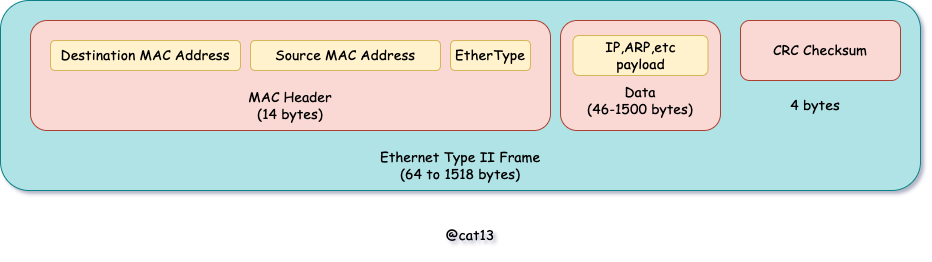 Destination MAC Address
Source MAC Address
EtherType
MAC Header
(14 bytes)
IP,ARP,etc
payload
Data
(46-1500 bytes)
CRC Checksum
4 bytes
Ethernet Type II Frame
(64 to 1518 bytes)
@cat13